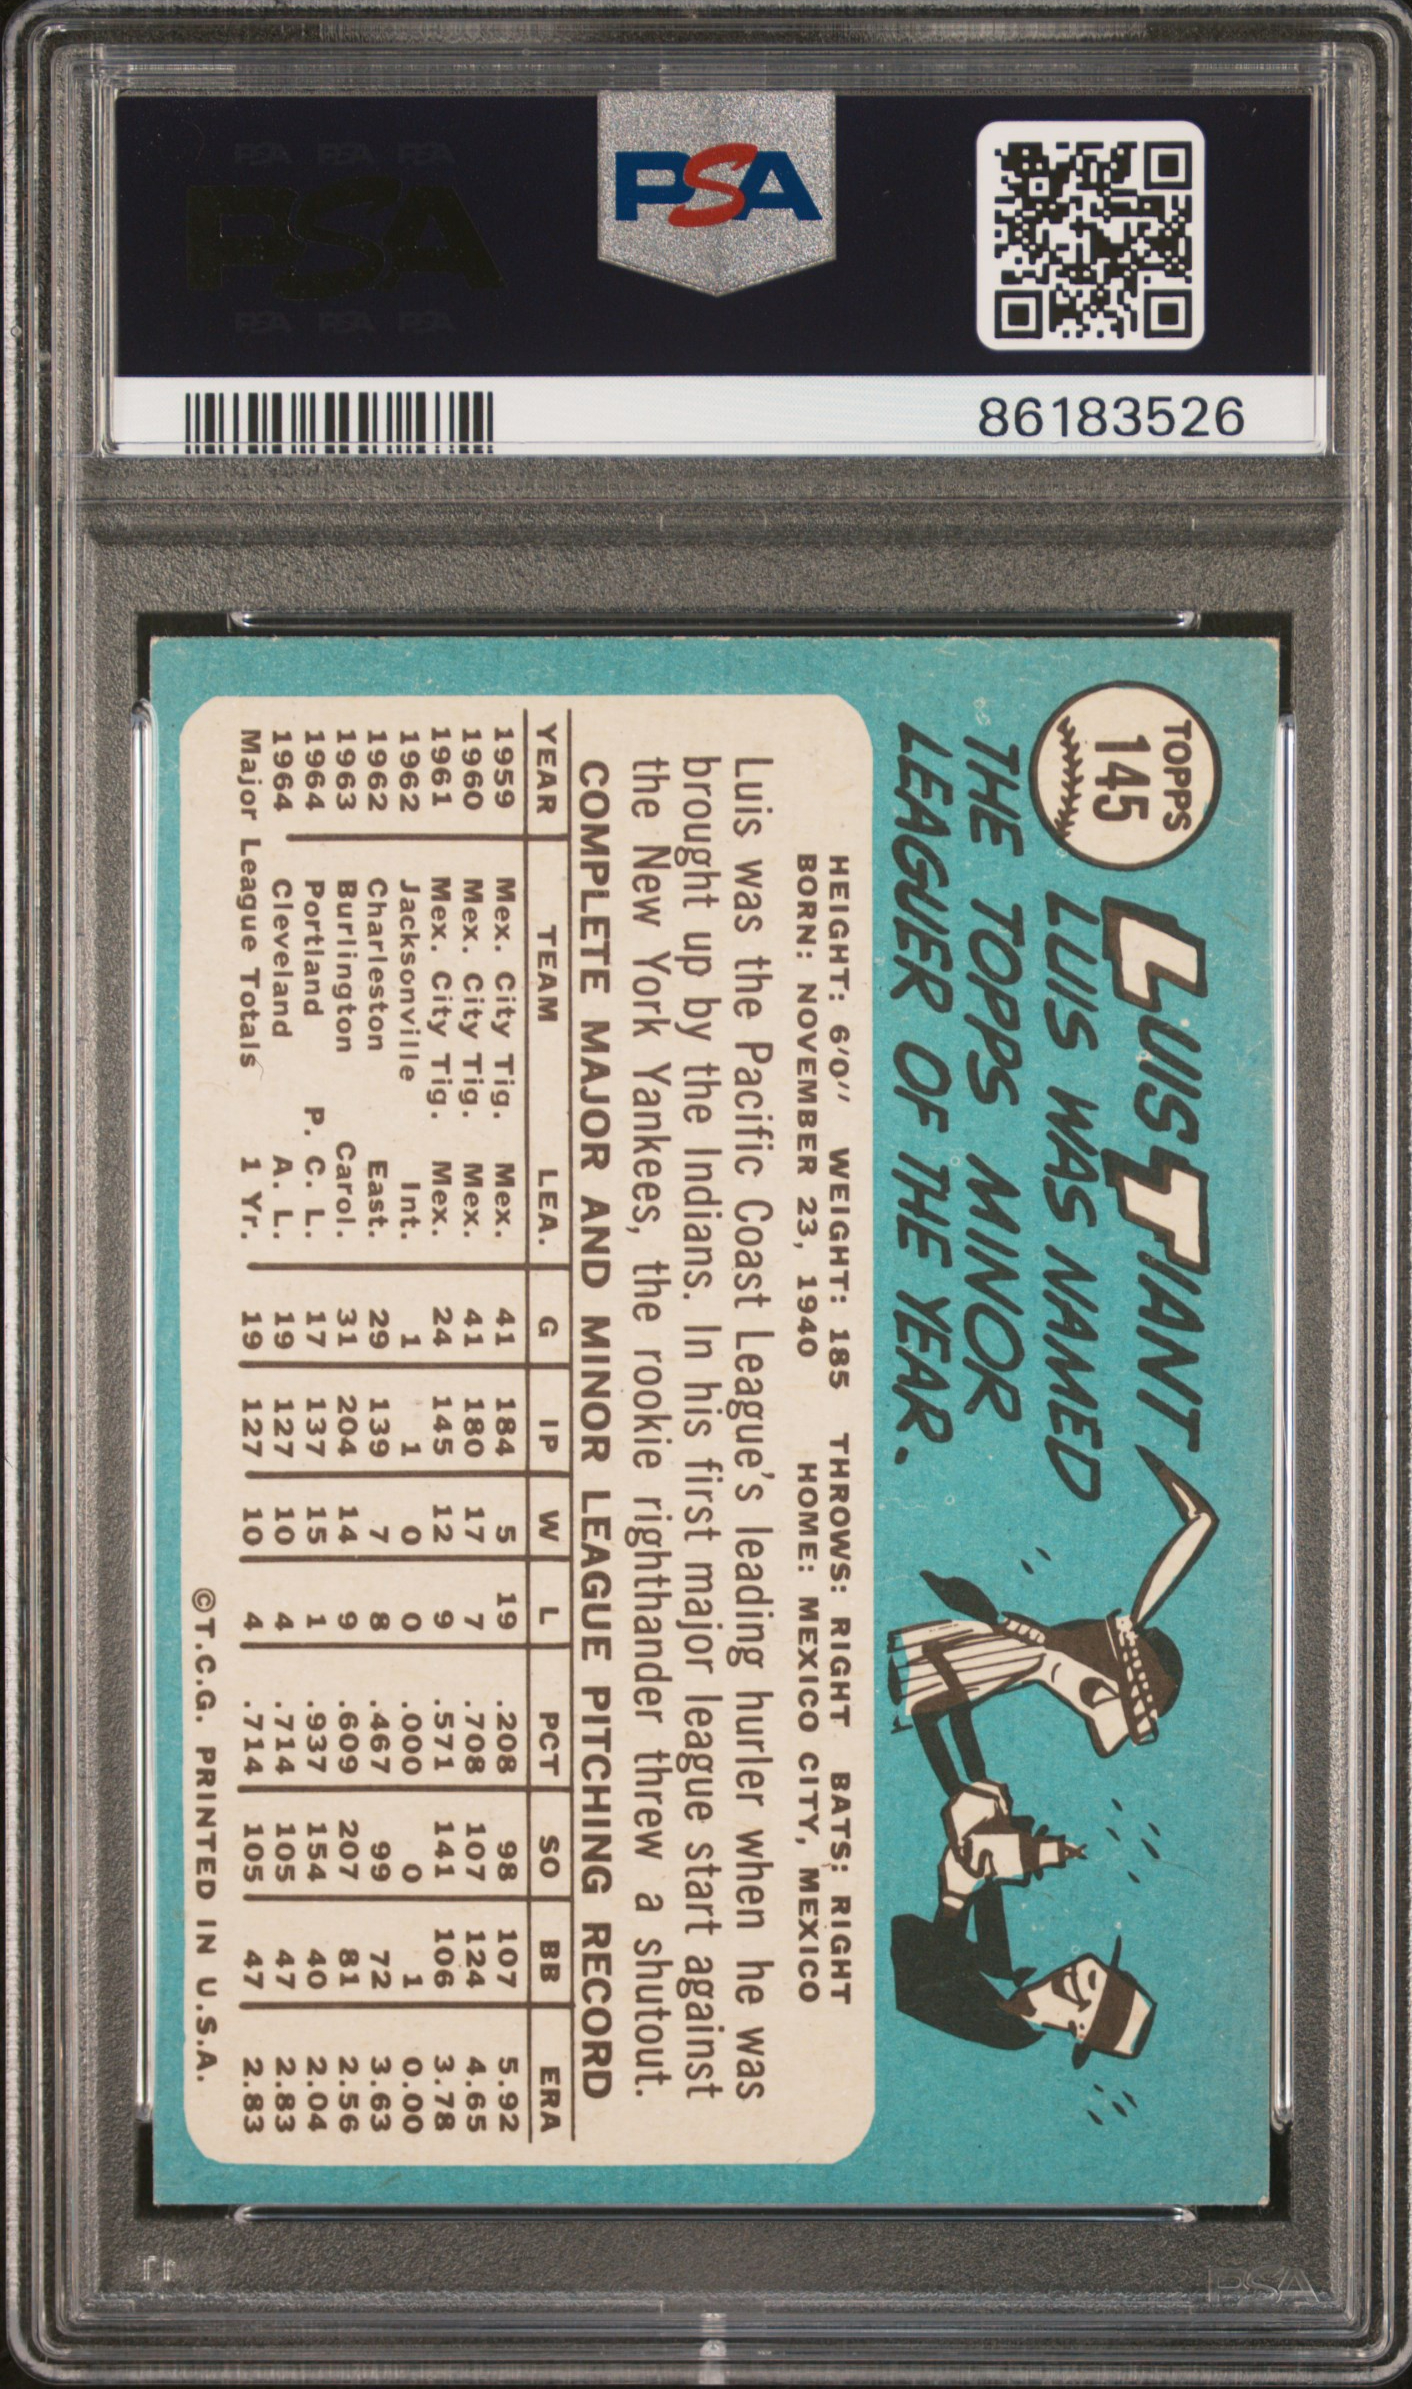 PSA PSA PSA
PSA
PSA PSA PSA
PSA
86183526
TOPPS
145
LUIS TIANT
LUIS WAS NAMED
THE TOPPS MINOR
LEAGUER OF THE YEAR.
HEIGHT: 6'0" WEIGHT: 185 THROWS: RIGHT BATS: RIGHT
BORN: NOVEMBER 23, 1940 HOME: MEXICO CITY, MEXICO
Luis was the Pacific Coast League's leading hurler when he was
brought up by the Indians. In his first major league start against
the New York Yankees, the rookie righthander threw a shutout.
COMPLETE MAJOR AND MINOR LEAGUE PITCHING RECORD
YEAR TEAM LEA. G IP W L PCT SO BB ERA
1959 Mex. City Tig. Mex. 41 184 5 19 .208 98 107 5.92
1960 Mex. City Tig. Mex. 41 180 17 7 .708 107 124 4.65
1961 Mex. City Tig. Mex. 24 145 12 9 .571 141 106 3.78
1962 Jacksonville Int. 1 1 0 0 .000 0 1 0.00
1962 Charleston East. 29 139 7 8 .467 99 72 3.63
1963 Burlington Carol. 31 204 14 9 .609 207 81 2.56
1964 Portland P. C. L. 17 137 15 1 .937 154 40 2.04
1964 Cleveland A. L. 19 127 10 4 .714 105 47 2.83
Major League Totals 1 Yr. 19 127 10 4 .714 105 47 2.83
©T.C.G. PRINTED IN U.S.A.
PSA